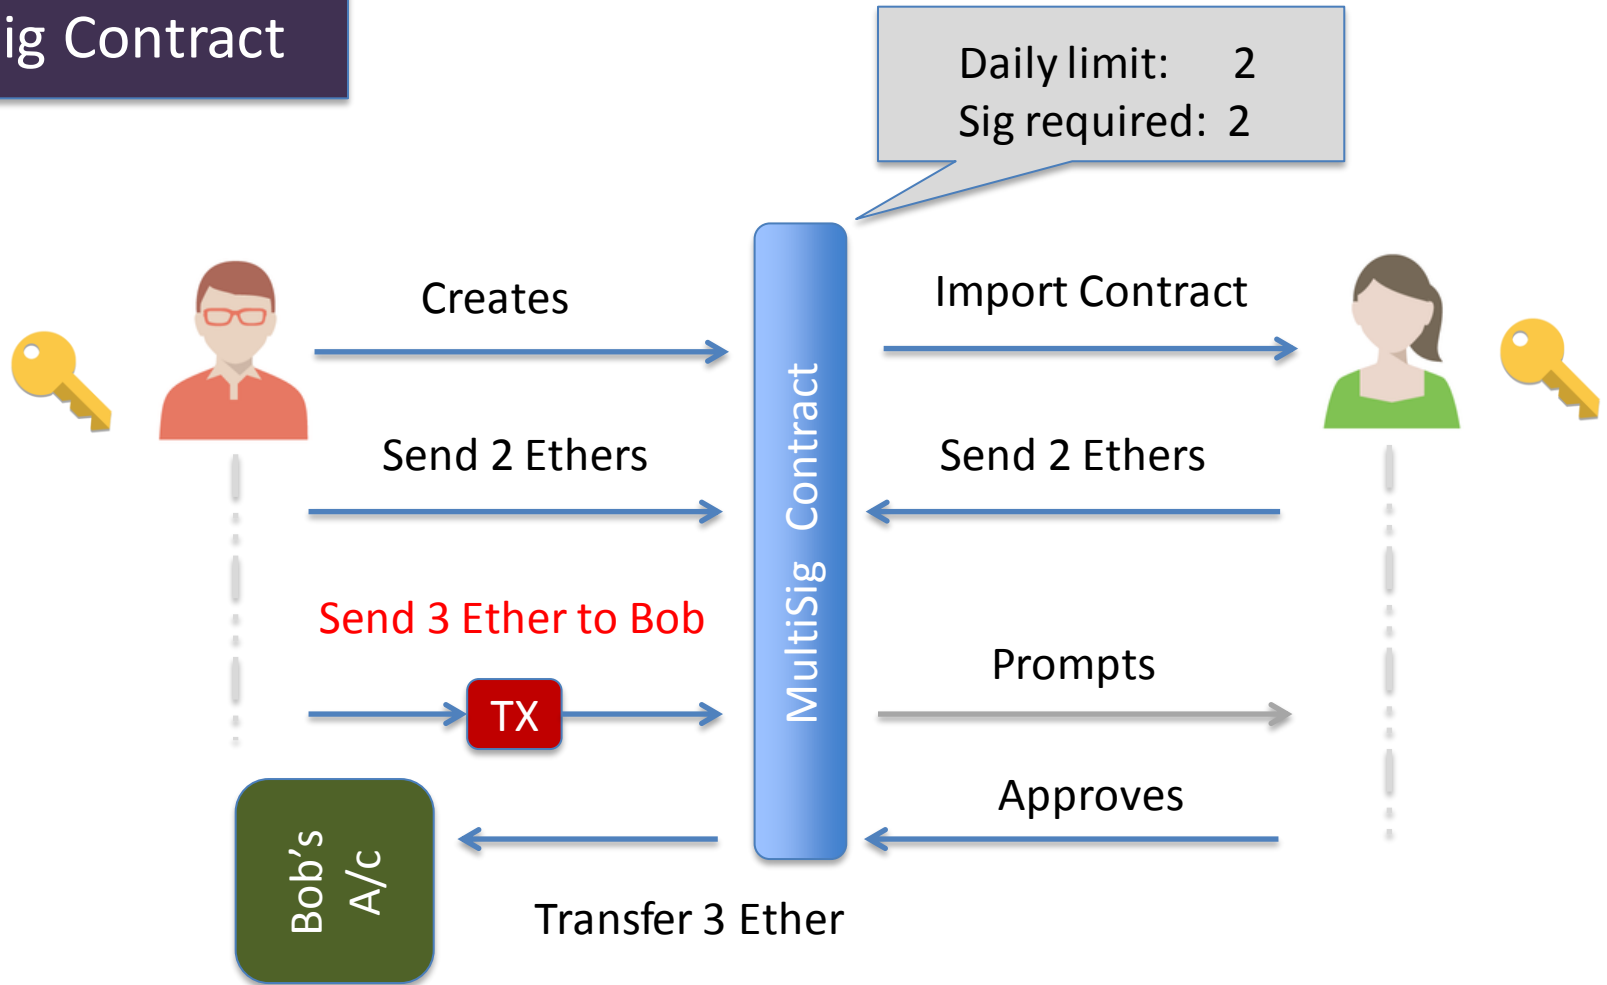 ig Contract
Daily limit: 2
Sig required: 2
Creates
Import Contract
Send 2 Ethers
Send 2 Ethers
MultiSig Contract
Send 3 Ether to Bob
Prompts
TX
Approves
Bob’s
A/c
Transfer 3 Ether